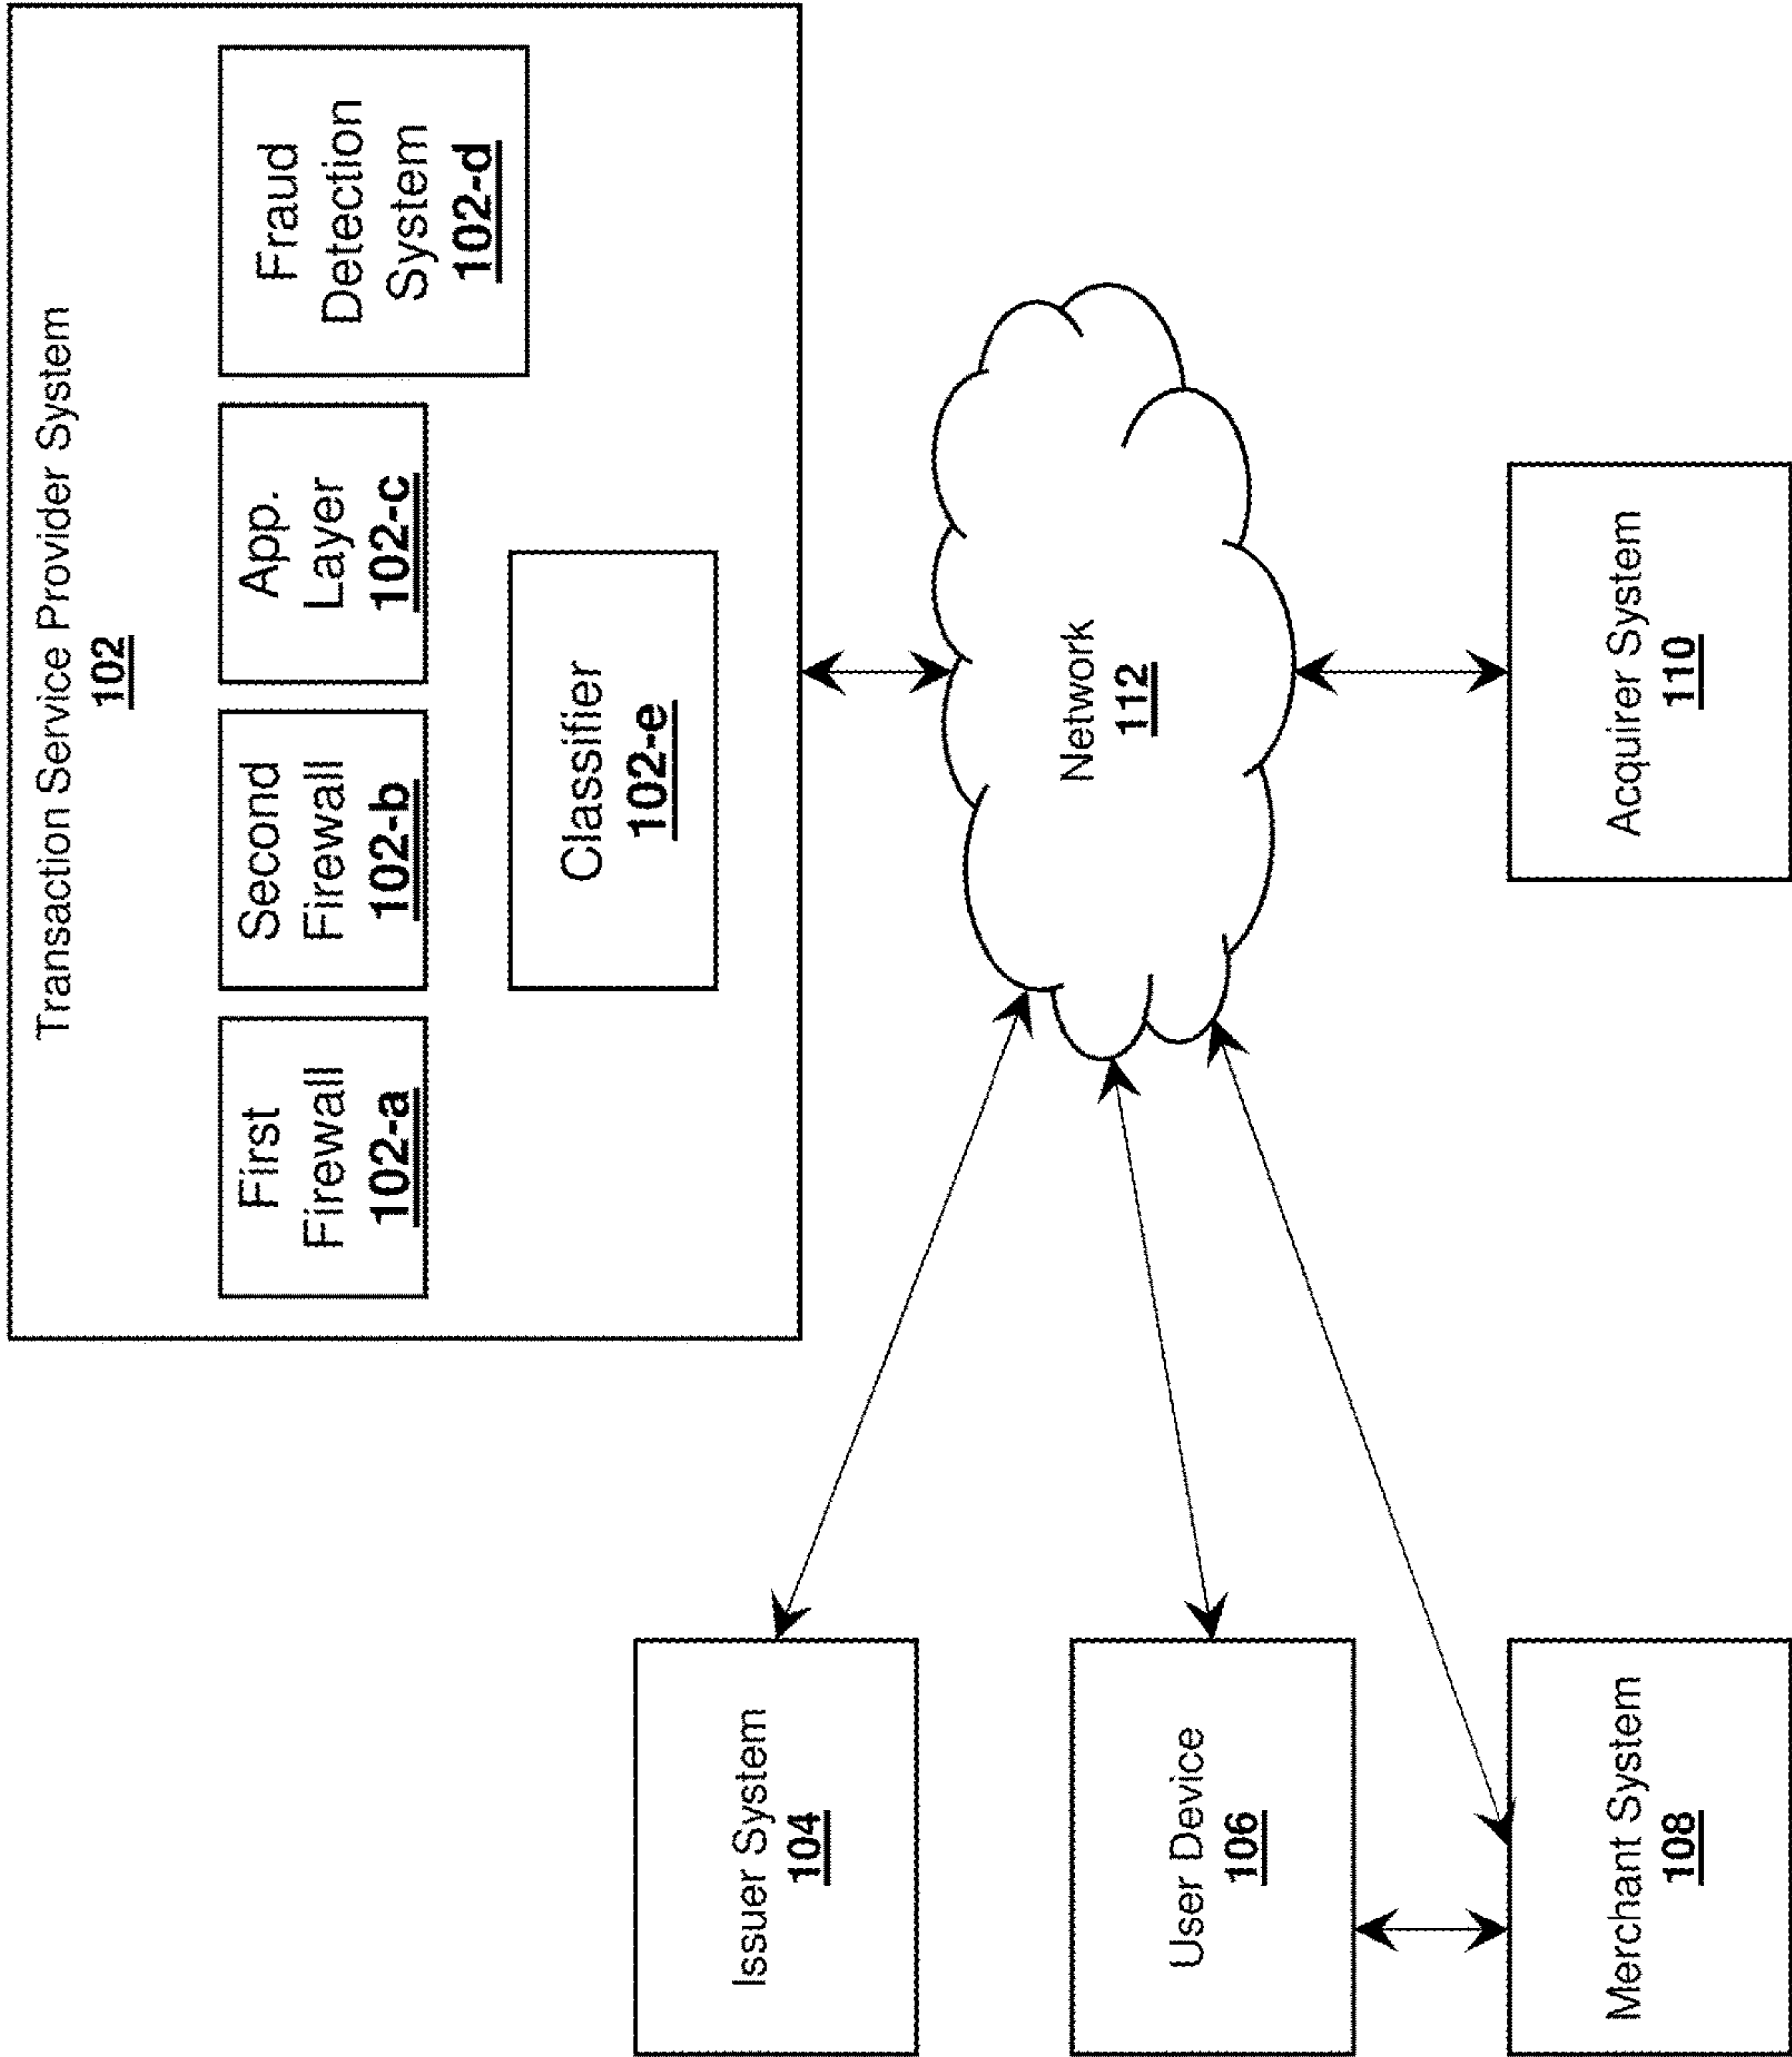 Transaction Service Provider System
102
First
Firewall
102-a
Second
Firewall
102-b
App.
Layer
102-c
Fraud
Detection
System
102-d
Classifier
102-e
Issuer System
104
Network
112
User Device
106
Merchant System
108
Acquirer System
110